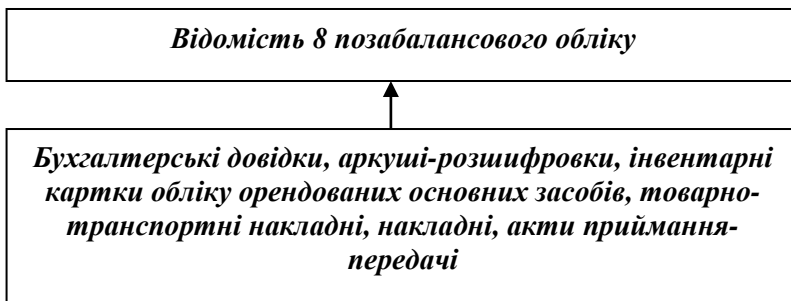 Відомість 8 позабалансового обліку
Бухгалтерські довідки, аркуші-розшифровки, інвентарні
картки обліку орендованих основних засобів, товарно-
транспортні накладні, накладні, акти приймання-
передачі